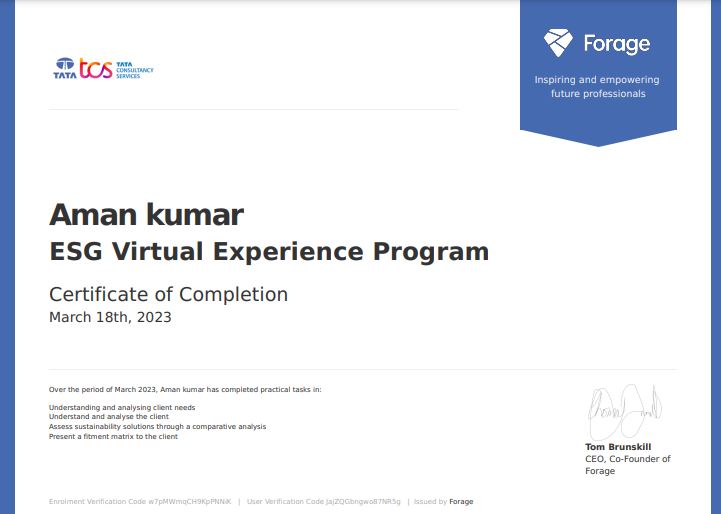 TATA
tcs
TATA
CONSULTANCY
SERVICES
Forage
Inspiring and empowering
future professionals
Aman kumar
ESG Virtual Experience Program
Certificate of Completion
March 18th, 2023
Over the period of March 2023, Aman kumar has completed practical tasks in:
Understanding and analysing client needs
Understand and analyse the client
Assess sustainability solutions through a comparative analysis
Present a fitment matrix to the client
Tom Brunskill
CEO, Co-Founder of
Forage
Enrolment Verification Code w7pMWmqCH9KpPNNiK | User Verification Code JajZQGbngwo87NR5g | Issued by Forage